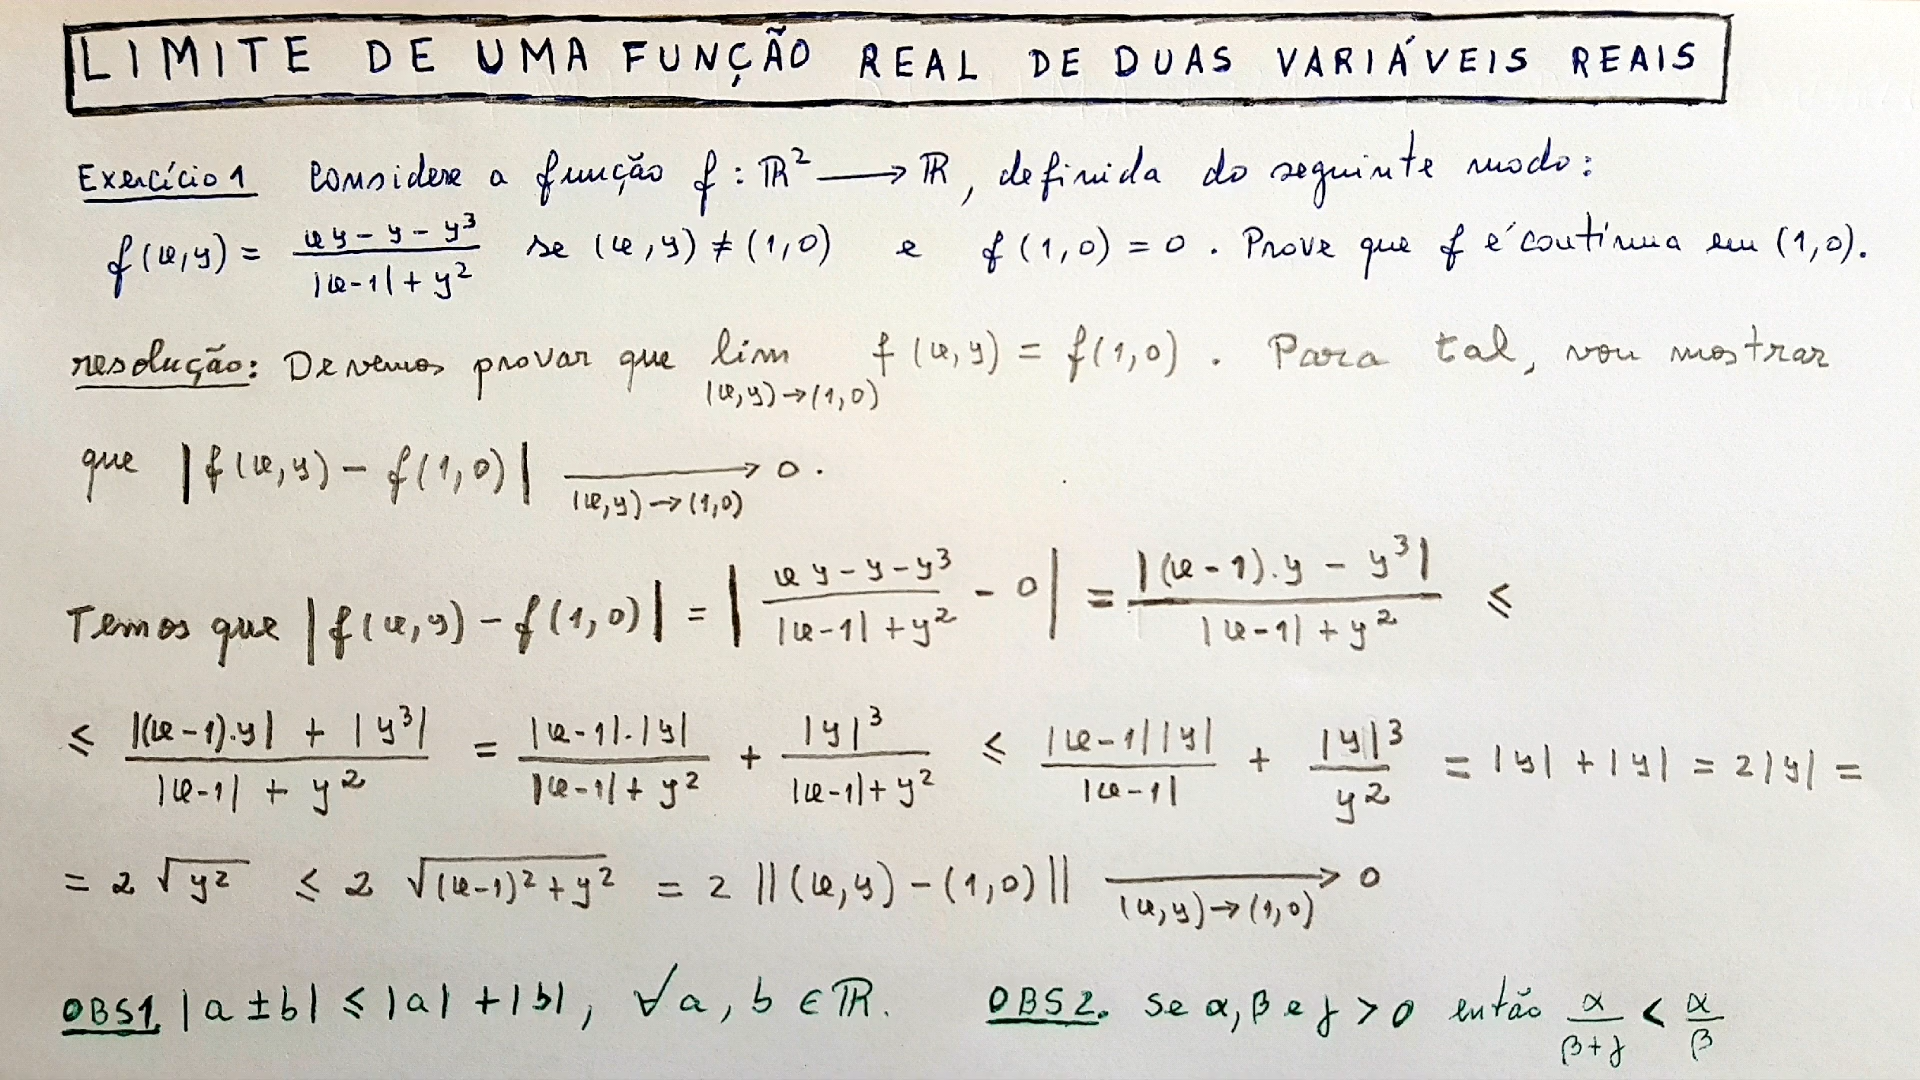 LIMITE DE UMA FUNÇÃO REAL DE DUAS VARIÁVEIS REAIS
Exercício 1 Considere a função f : ℝ² ⟶ ℝ, definida do seguinte modo:
f(x,y) = (xy - y - y³)/(|x-1| + y²) se (x,y) ≠ (1,0) e f(1,0) = 0. Prove que f é contínua em (1,0).
resolução: Devemos provar que lim_{(x,y)→(1,0)} f(x,y) = f(1,0). Para tal, vou mostrar
que |f(x,y) - f(1,0)| ⟶_{(x,y)→(1,0)} 0.
Temos que |f(x,y) - f(1,0)| = |(xy - y - y³)/(|x-1| + y²) - 0| = |(x-1).y - y³|/(|x-1| + y²) ≤
≤ (|(x-1).y| + |y³|)/(|x-1| + y²) = (|x-1|.|y|)/(|x-1| + y²) + |y|³/(|x-1| + y²) ≤ (|x-1||y|)/|x-1| + |y|³/y² = |y| + |y| = 2|y| =
= 2 √(y²) ≤ 2 √((x-1)² + y²) = 2 ||(x,y) - (1,0)|| ⟶_{(x,y)→(1,0)} 0
OBS1. |a ± b| ≤ |a| + |b|, ∀a, b ∈ ℝ. OBS2. Se α, β e γ > 0 então α/(β+γ) < α/β